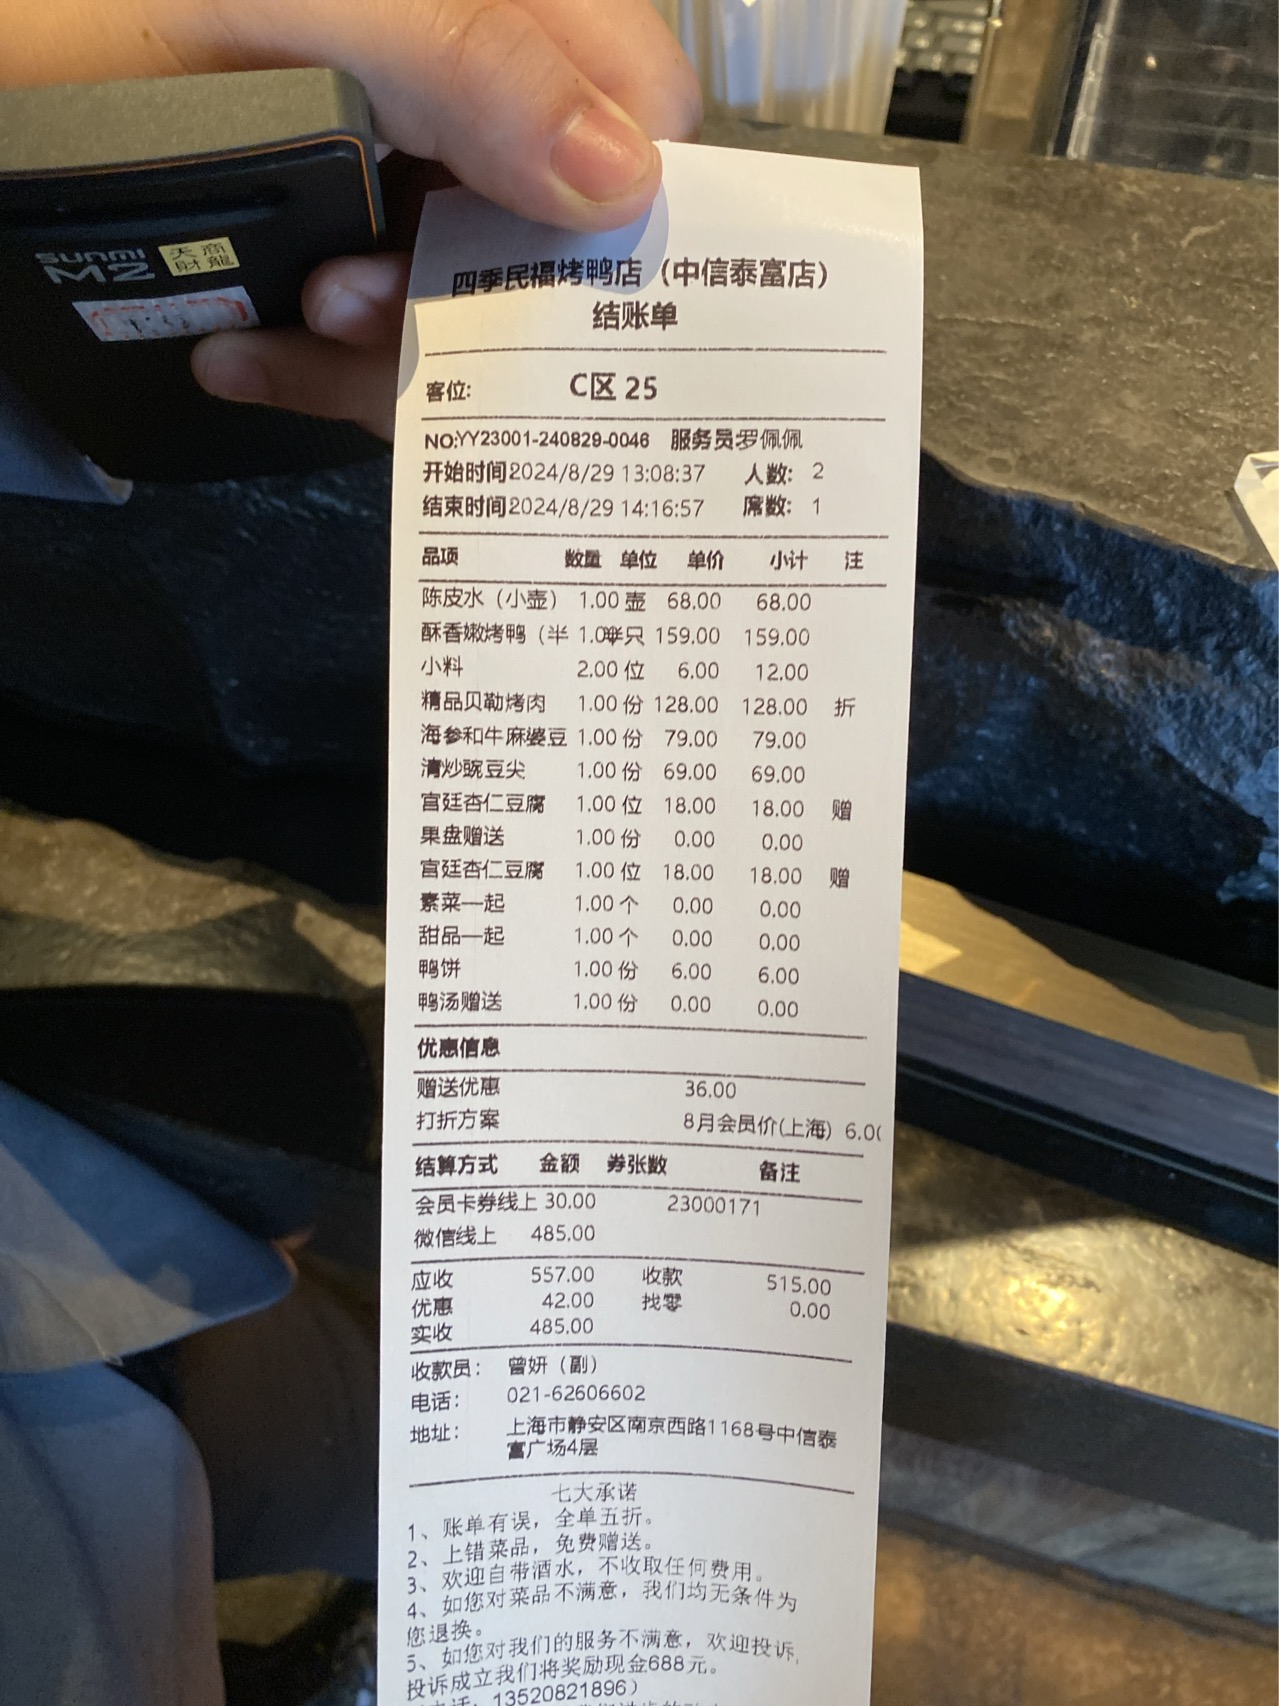 sunmi
M2
天商
财龍
四季民福烤鸭店（中信泰富店）
结账单
客位: C区 25
NO:YY23001-240829-0046 服务员:罗佩佩
开始时间2024/8/29 13:08:37 人数: 2
结束时间2024/8/29 14:16:57 席数: 1
品项 数量 单位 单价 小计 注
陈皮水（小壶） 1.00 壶 68.00 68.00
酥香嫩烤鸭（半 1.00半只 159.00 159.00
小料 2.00 位 6.00 12.00
精品贝勒烤肉 1.00 份 128.00 128.00 折
海参和牛麻婆豆 1.00 份 79.00 79.00
清炒豌豆尖 1.00 份 69.00 69.00
宫廷杏仁豆腐 1.00 位 18.00 18.00 赠
果盘赠送 1.00 份 0.00 0.00
宫廷杏仁豆腐 1.00 位 18.00 18.00 赠
素菜一起 1.00 个 0.00 0.00
甜品一起 1.00 个 0.00 0.00
鸭饼 1.00 份 6.00 6.00
鸭汤赠送 1.00 份 0.00 0.00
优惠信息
赠送优惠 36.00
打折方案 8月会员价(上海) 6.00
结算方式 金额 券张数 备注
会员卡券线上 30.00 23000171
微信线上 485.00
应收 557.00 收款 515.00
优惠 42.00 找零 0.00
实收 485.00
收款员: 曾妍（副）
电话: 021-62606602
地址: 上海市静安区南京西路1168号中信泰
富广场4层
七大承诺
1、账单有误，全单五折。
2、上错菜品，免费赠送。
3、欢迎自带酒水，不收取任何费用。
4、如您对菜品不满意，我们均无条件为
您退换。
5、如您对我们的服务不满意，欢迎投诉,
投诉成立我们将奖励现金688元。
电话: 13520821896）